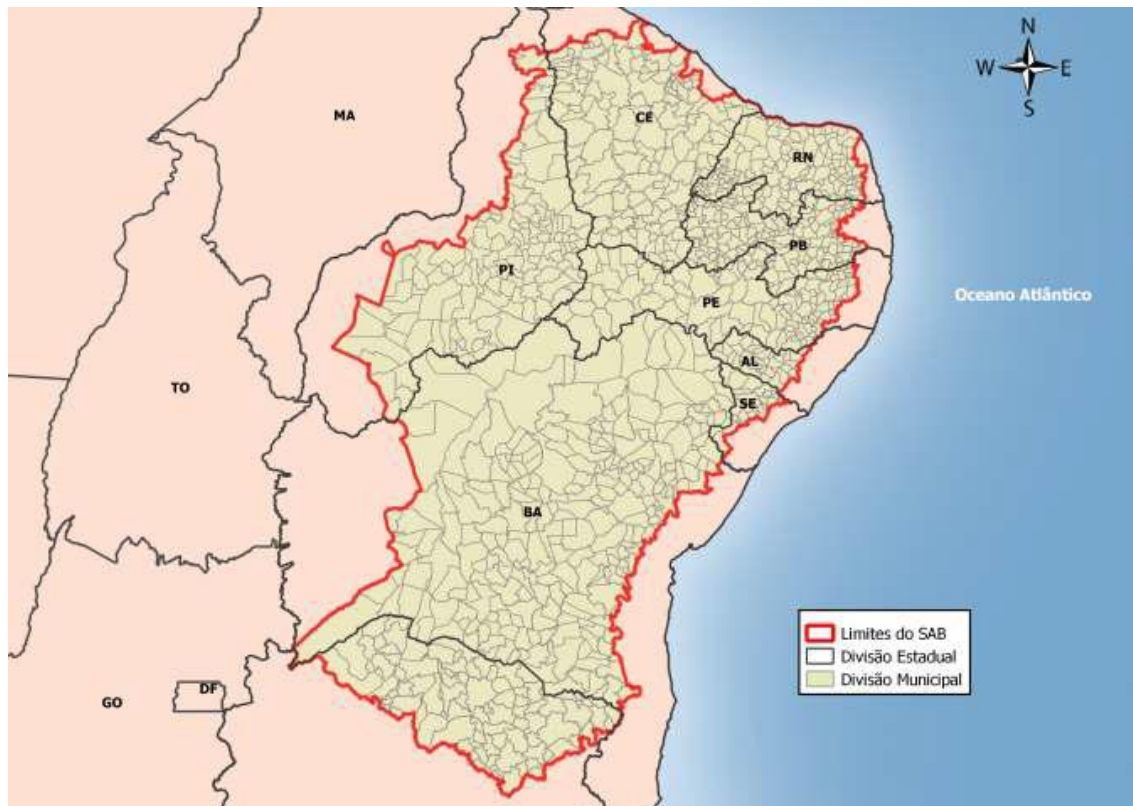 N
W E
S
MA
CE
RN
PB
PI
PE
Oceano Atlântico
AL
TO
SE
BA
Limites do SAB
Divisão Estadual
Divisão Municipal
DF
GO